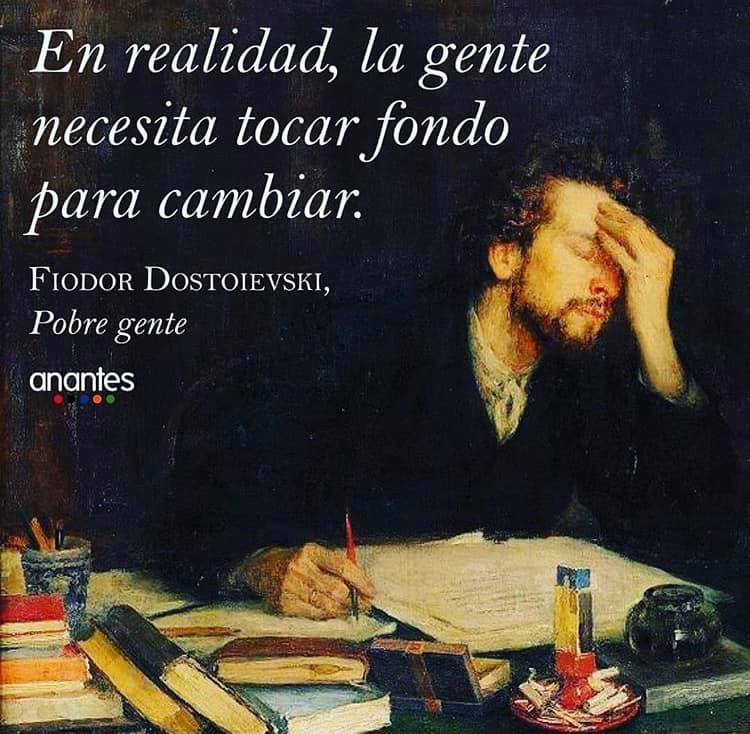 En realidad, la gente
necesita tocar fondo
para cambiar.
FIODOR DOSTOIEVSKI,
Pobre gente
anantes